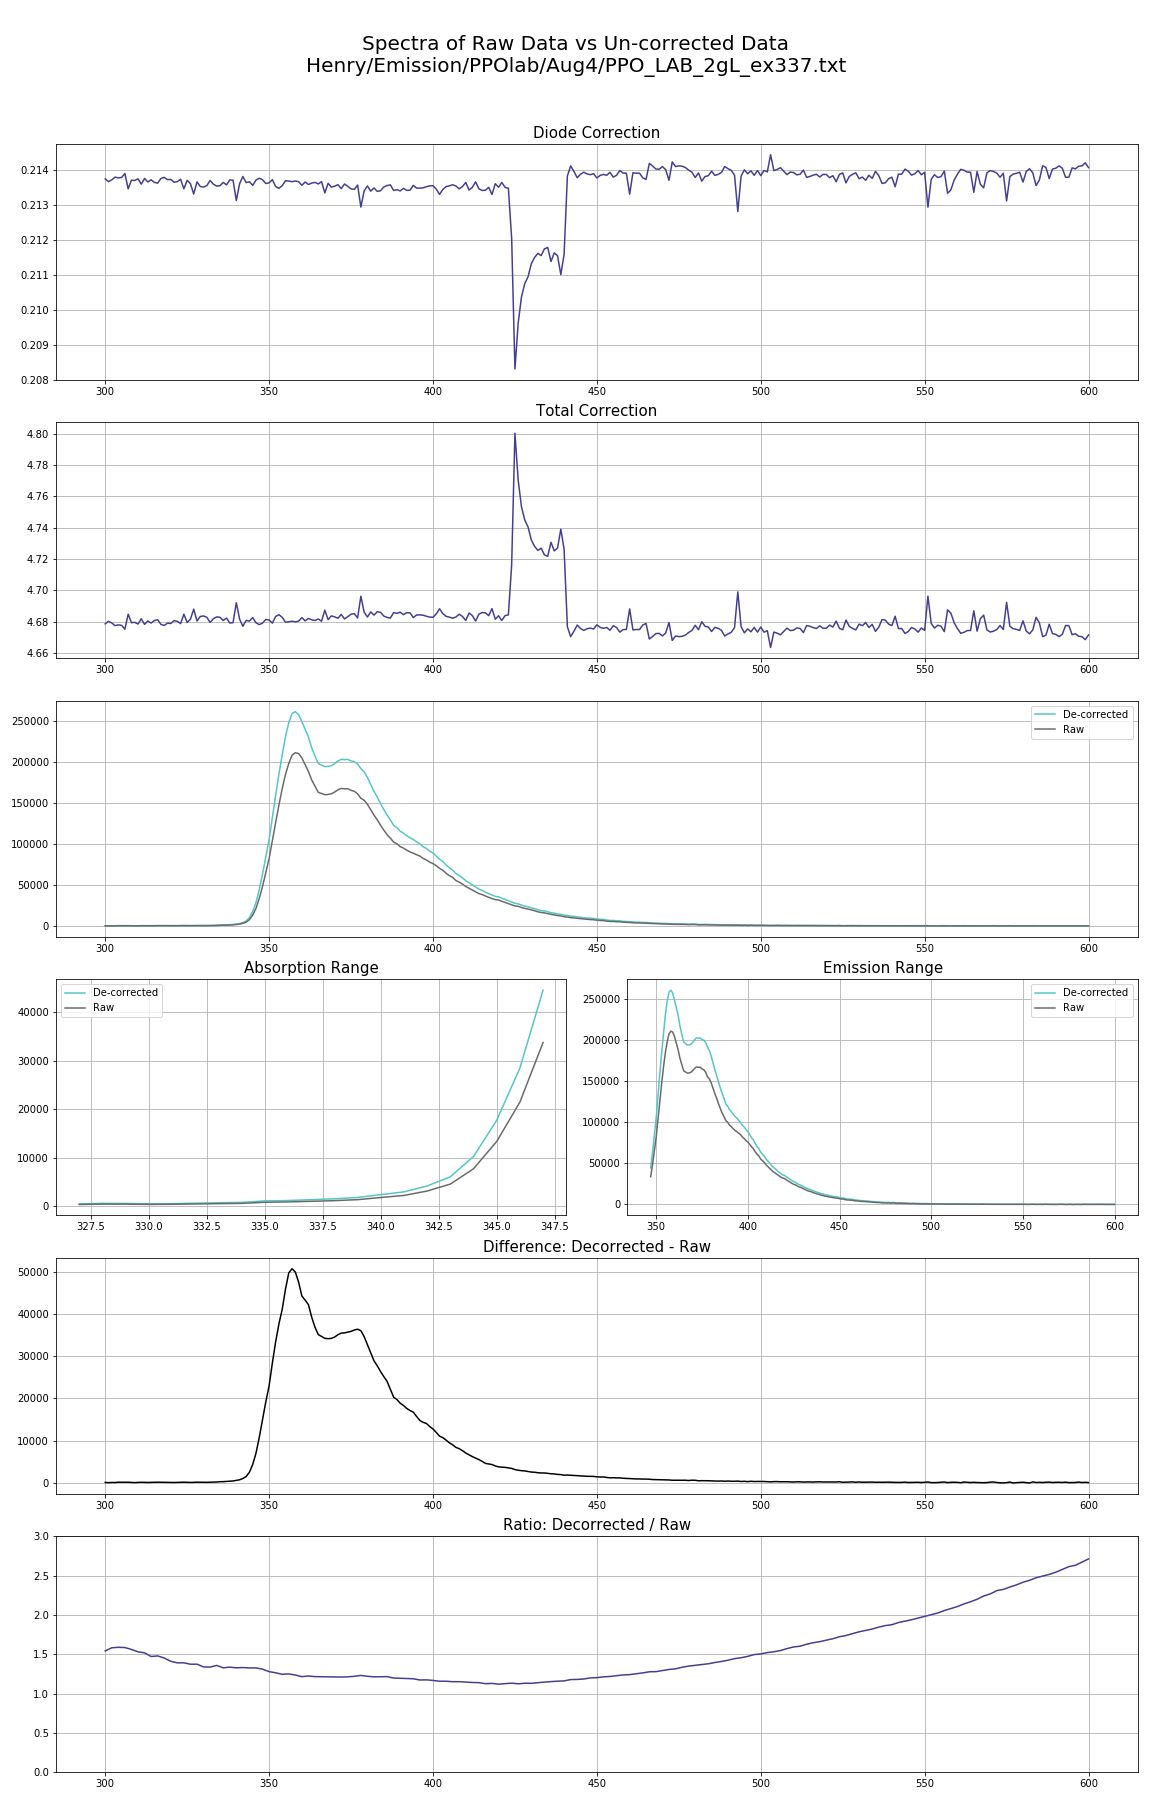 Spectra of Raw Data vs Un-corrected Data
Henry/Emission/PPOlab/Aug4/PPO_LAB_2gL_ex337.txt
Diode Correction
0.214
0.213
0.212
0.211
0.210
0.209
0.208
300 350 400 450 500 550 600
Total Correction
4.80
4.78
4.76
4.74
4.72
4.70
4.68
4.66
300 350 400 450 500 550 600
De-corrected
Raw
250000
200000
150000
100000
50000
0
300 350 400 450 500 550 600
Absorption Range
De-corrected
Raw
40000
30000
20000
10000
0
327.5 330.0 332.5 335.0 337.5 340.0 342.5 345.0 347.5
Emission Range
De-corrected
Raw
250000
200000
150000
100000
50000
0
350 400 450 500 550 600
Difference: Decorrected - Raw
50000
40000
30000
20000
10000
0
300 350 400 450 500 550 600
Ratio: Decorrected / Raw
3.0
2.5
2.0
1.5
1.0
0.5
0.0
300 350 400 450 500 550 600